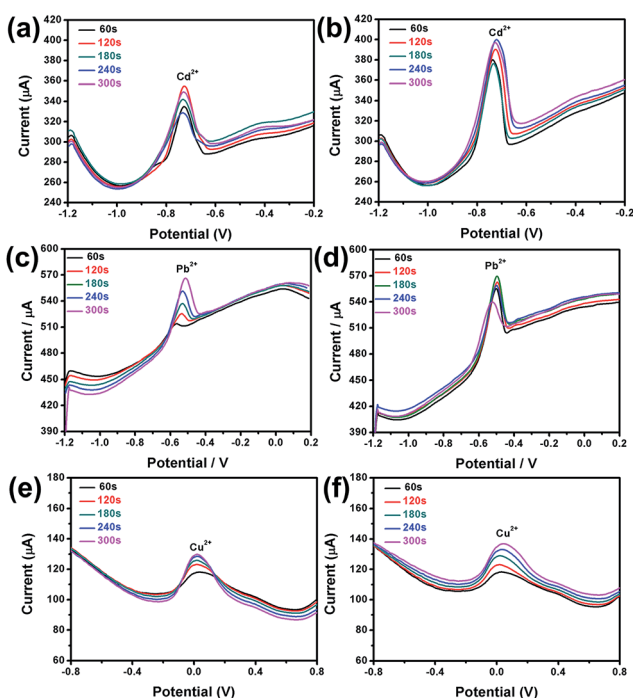 (a)
60s
120s
180s
240s
300s
Cd2+
Current (μA)
420
400
380
360
340
320
300
280
260
240
-1.2 -1.0 -0.8 -0.6 -0.4 -0.2
Potential (V)
(b)
60s
120s
180s
240s
300s
Cd2+
Current (μA)
400
380
360
340
320
300
280
260
240
-1.2 -1.0 -0.8 -0.6 -0.4 -0.2
Potential (V)
(c)
60s
120s
180s
240s
300s
Pb2+
Current / μA
600
570
540
510
480
450
420
390
-1.2 -1.0 -0.8 -0.6 -0.4 -0.2 0.0 0.2
Potential / V
(d)
60s
120s
180s
240s
300s
Pb2+
Current / μA
600
570
540
510
480
450
420
390
-1.2 -1.0 -0.8 -0.6 -0.4 -0.2 0.0 0.2
Potential / V
(e)
60s
120s
180s
240s
300s
Cu2+
Current (μA)
180
160
140
120
100
80
60
-0.8 -0.4 0.0 0.4 0.8
Potential (V)
(f)
60s
120s
180s
240s
300s
Cu2+
Current (μA)
180
160
140
120
100
80
60
-0.8 -0.4 0.0 0.4 0.8
Potential (V)